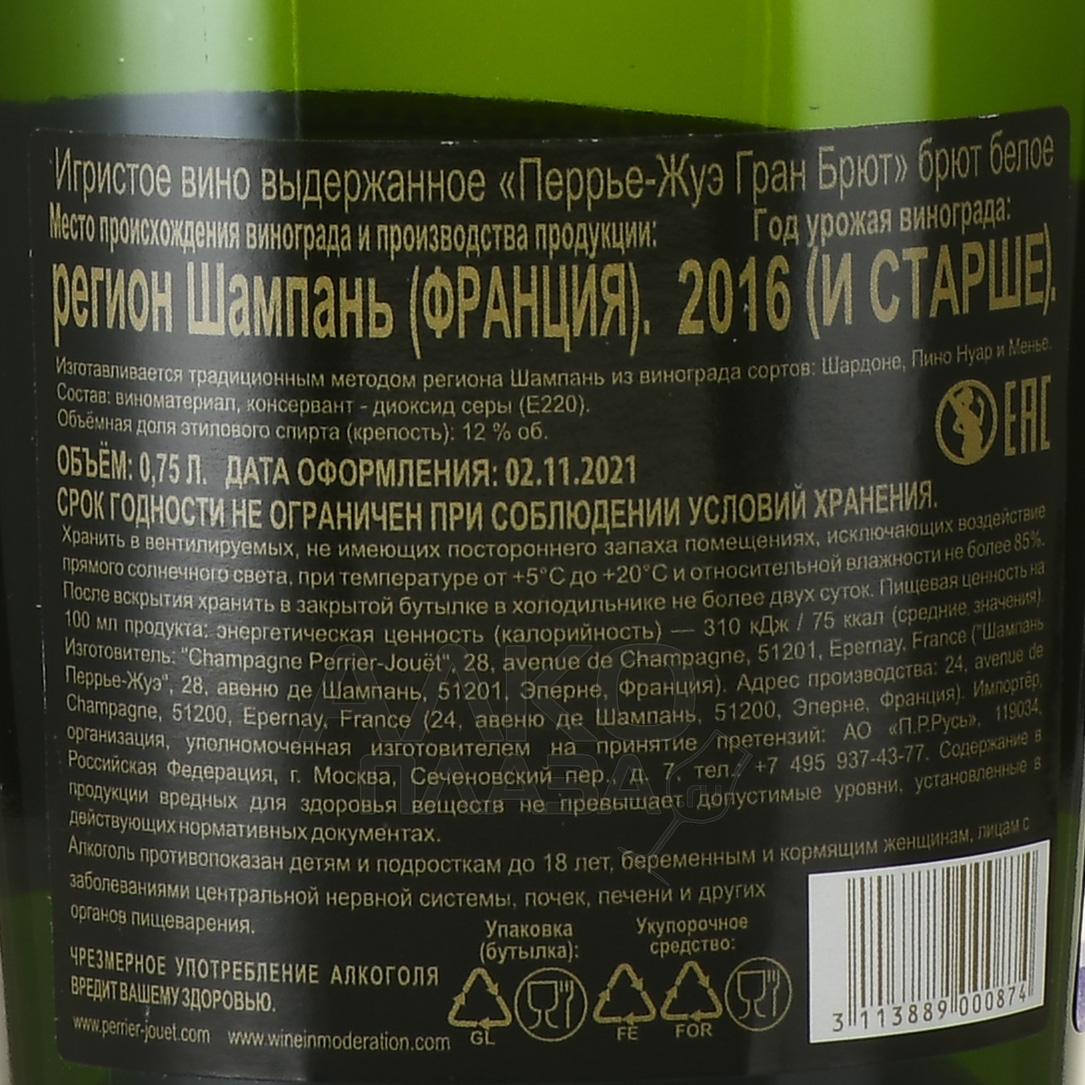 Игристое вино выдержанное «Перрье-Жуэ Гран Брют» брют белое
Место происхождения винограда и производства продукции: Год урожая винограда:
регион Шампань (ФРАНЦИЯ). 2016 (И СТАРШЕ).
Изготавливается традиционным методом региона Шампань из винограда сортов: Шардоне, Пино Нуар и Менье.
Состав: виноматериал, консервант - диоксид серы (Е220).
Объёмная доля этилового спирта (крепость): 12 % об.
EAC
ОБЪЁМ: 0,75 Л. ДАТА ОФОРМЛЕНИЯ: 02.11.2021
СРОК ГОДНОСТИ НЕ ОГРАНИЧЕН ПРИ СОБЛЮДЕНИИ УСЛОВИЙ ХРАНЕНИЯ.
Хранить в вентилируемых, не имеющих постороннего запаха помещениях, исключающих воздействие
прямого солнечного света, при температуре от +5°С до +20°С и относительной влажности не более 85%.
После вскрытия хранить в закрытой бутылке в холодильнике не более двух суток. Пищевая ценность на
100 мл продукта: энергетическая ценность (калорийность) — 310 кДж / 75 ккал (средние значения).
Изготовитель: "Champagne Perrier-Jouët", 28, avenue de Champagne, 51201, Epernay, France ("Шампань
Перрье-Жуэ", 28, авеню де Шампань, 51201, Эперне, Франция). Адрес производства: 24, avenue de
Champagne, 51200, Epernay, France (24, авеню де Шампань, 51200, Эперне, Франция). Импортёр,
организация, уполномоченная изготовителем на принятие претензий: АО «П.Р.Русь», 119034,
Российская Федерация, г. Москва, Сеченовский пер., д. 7, тел. +7 495 937-43-77. Содержание в
продукции вредных для здоровья веществ не превышает допустимые уровни, установленные в
действующих нормативных документах.
Алкоголь противопоказан детям и подросткам до 18 лет, беременным и кормящим женщинам, лицам с
заболеваниями центральной нервной системы, почек, печени и других
органов пищеварения.
Упаковка
(бутылка):
Укупорочное
средство:
ЧРЕЗМЕРНОЕ УПОТРЕБЛЕНИЕ АЛКОГОЛЯ
ВРЕДИТ ВАШЕМУ ЗДОРОВЬЮ.
GL FE FOR
www.perrier-jouet.com www.wineinmoderation.com
3 113889 000874
АЛКО
ПЛАЗА.ru